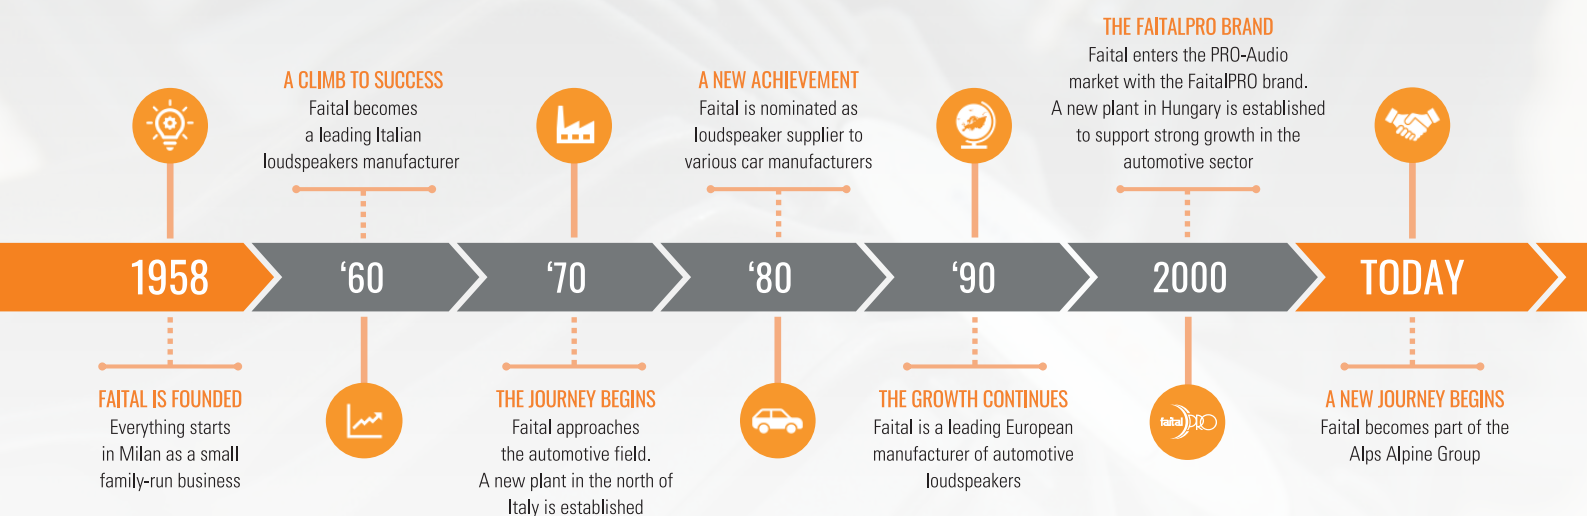 1958
FAITAL IS FOUNDED
Everything starts
in Milan as a small
family-run business
‘60
A CLIMB TO SUCCESS
Faital becomes
a leading Italian
loudspeakers manufacturer
‘70
THE JOURNEY BEGINS
Faital approaches
the automotive field.
A new plant in the north of
Italy is established
‘80
A NEW ACHIEVEMENT
Faital is nominated as
loudspeaker supplier to
various car manufacturers
‘90
THE GROWTH CONTINUES
Faital is a leading European
manufacturer of automotive
loudspeakers
2000
THE FAITALPRO BRAND
Faital enters the PRO-Audio
market with the FaitalPRO brand.
A new plant in Hungary is established
to support strong growth in the
automotive sector
faital PRO
TODAY
A NEW JOURNEY BEGINS
Faital becomes part of the
Alps Alpine Group